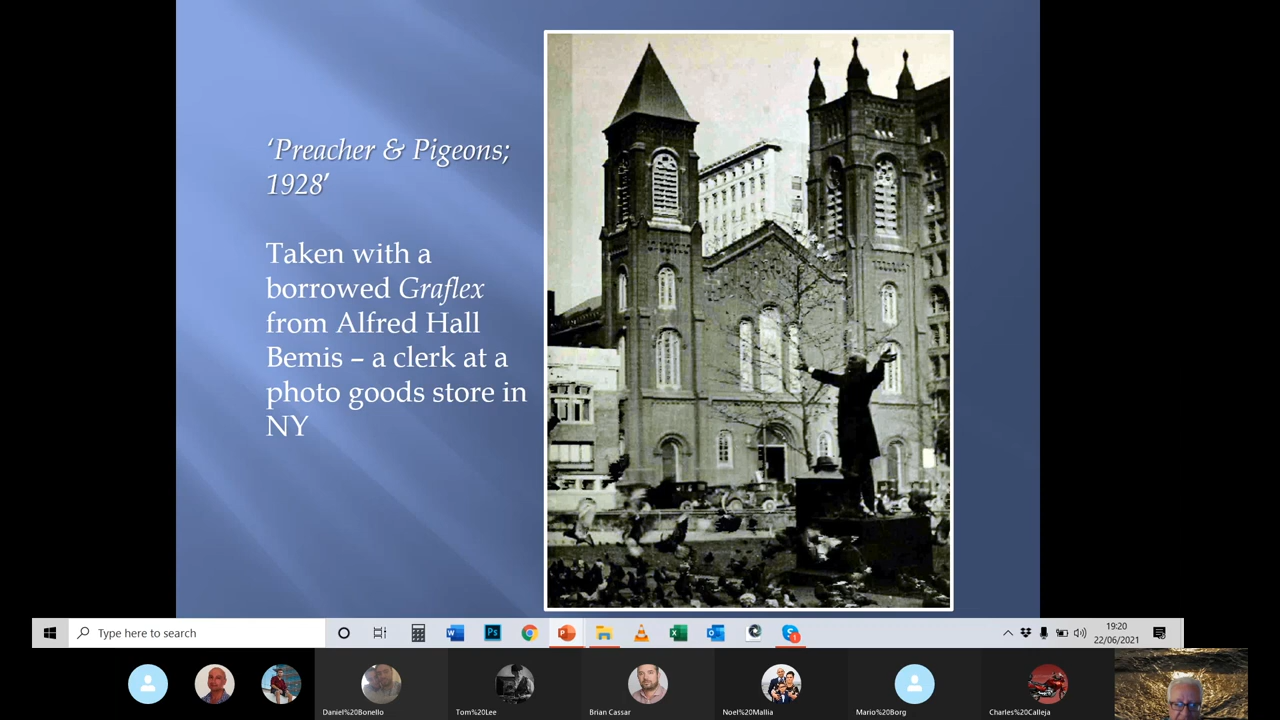 ‘Preacher & Pigeons;
1928’
Taken with a
borrowed Graflex
from Alfred Hall
Bemis – a clerk at a
photo goods store in
NY
Type here to search
19:20
22/06/2021
Daniel%20Bonello
Tom%20Lee
Brian Cassar
Noel%20Mallia
Mario%20Borg
Charles%20Calleja